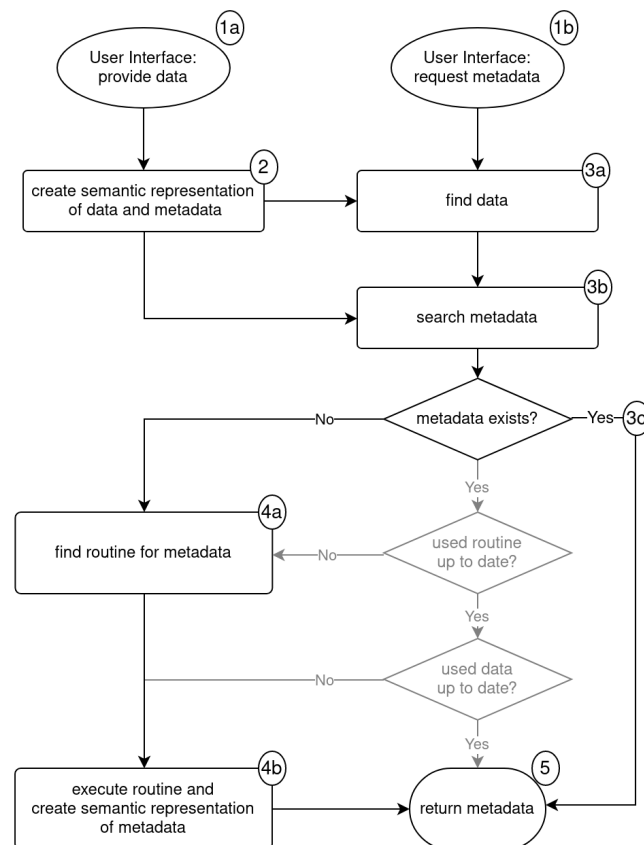 1a
User Interface:
provide data
1b
User Interface:
request metadata
2
create semantic representation
of data and metadata
3a
find data
3b
search metadata
metadata exists?
No
Yes
3c
Yes
4a
find routine for metadata
used routine
up to date?
No
Yes
used data
up to date?
No
Yes
4b
execute routine and
create semantic representation
of metadata
5
return metadata